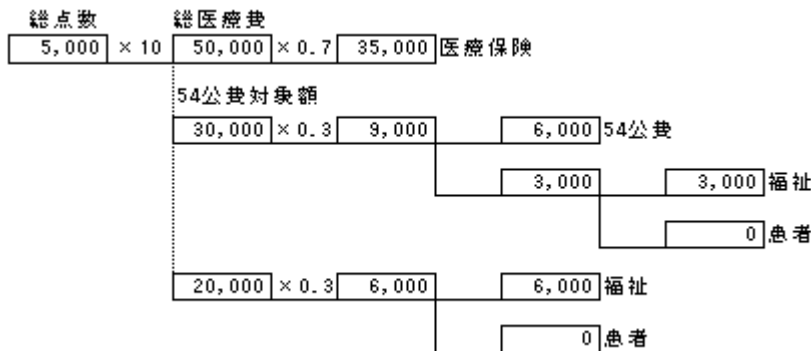 総点数 総医療費
5,000 × 10 50,000 × 0.7 35,000 医療保険
54公費対象額
30,000 × 0.3 9,000 6,000 54公費
3,000 3,000 福祉
0 患者
20,000 × 0.3 6,000 6,000 福祉
0 患者